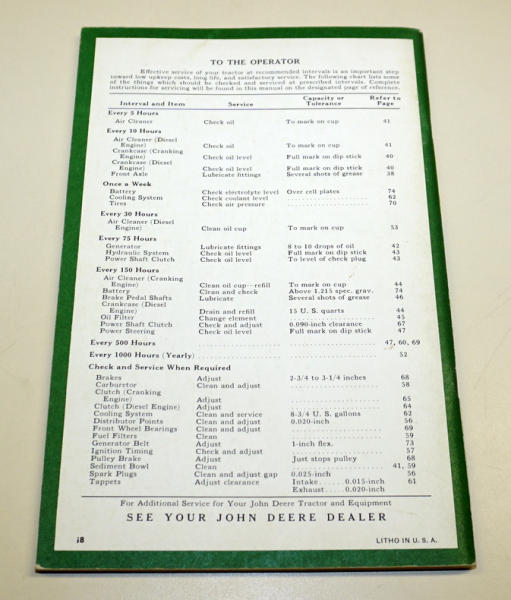 TO THE OPERATOR
Effective service of your tractor at recommended intervals is an important step
toward low upkeep costs, long life, and satisfactory service. The following chart lists some
of the things which should be checked and serviced at prescribed intervals. Complete
instructions for servicing will be found in this manual on the designated page of reference.
Interval and Item Service Capacity or Tolerance Refer to Page
Every 5 Hours
Air Cleaner Check oil To mark on cup 41
Every 10 Hours
Air Cleaner (Diesel
Engine) Check oil To mark on cup 41
Crankcase (Cranking
Engine) Check oil level Full mark on dip stick 40
Crankcase (Diesel
Engine) Check oil level Full mark on dip stick 40
Front Axle Lubricate fittings Several shots of grease 38
Once a Week
Battery Check electrolyte level Over cell plates 74
Cooling System Check coolant level 62
Tires Check air pressure 70
Every 30 Hours
Air Cleaner (Diesel
Engine) Clean oil cup To mark on cup 53
Every 75 Hours
Generator Lubricate fittings 8 to 10 drops of oil 42
Hydraulic System Check oil level Full mark on dip stick 43
Power Shaft Clutch Check oil level To level of check plug 43
Every 150 Hours
Air Cleaner (Cranking
Engine) Clean oil cup—refill To mark on cup 44
Battery Clean and check Above 1.215 spec. grav. 74
Brake Pedal Shafts Lubricate Several shots of grease 46
Crankcase (Diesel
Engine) Drain and refill 15 U. S. quarts 44
Oil Filter Change element 45
Power Shaft Clutch Check and adjust 0.090-inch clearance 67
Power Steering Check oil level Full mark on dip stick 47
Every 500 Hours 47, 60, 69
Every 1000 Hours (Yearly) 52
Check and Service When Required
Brakes Adjust 2-3/4 to 3-1/4 inches 68
Carburetor Clean and adjust 58
Clutch (Cranking
Engine) Adjust 65
Clutch (Diesel Engine) Adjust 64
Cooling System Clean and service 8-3/4 U. S. gallons 62
Distributor Points Clean and adjust 0.020-inch 56
Front Wheel Bearings Clean and adjust 69
Fuel Filters Clean 59
Generator Belt Adjust 1-inch flex. 73
Ignition Timing Check and adjust 57
Pulley Brake Adjust Just stops pulley 68
Sediment Bowl Clean 41, 59
Spark Plugs Clean and adjust gap 0.025-inch 56
Tappets Adjust clearance Intake 0.015-inch 61
Exhaust 0.020-inch
For Additional Service for Your John Deere Tractor and Equipment
SEE YOUR JOHN DEERE DEALER
i8 LITHO IN U. S. A.